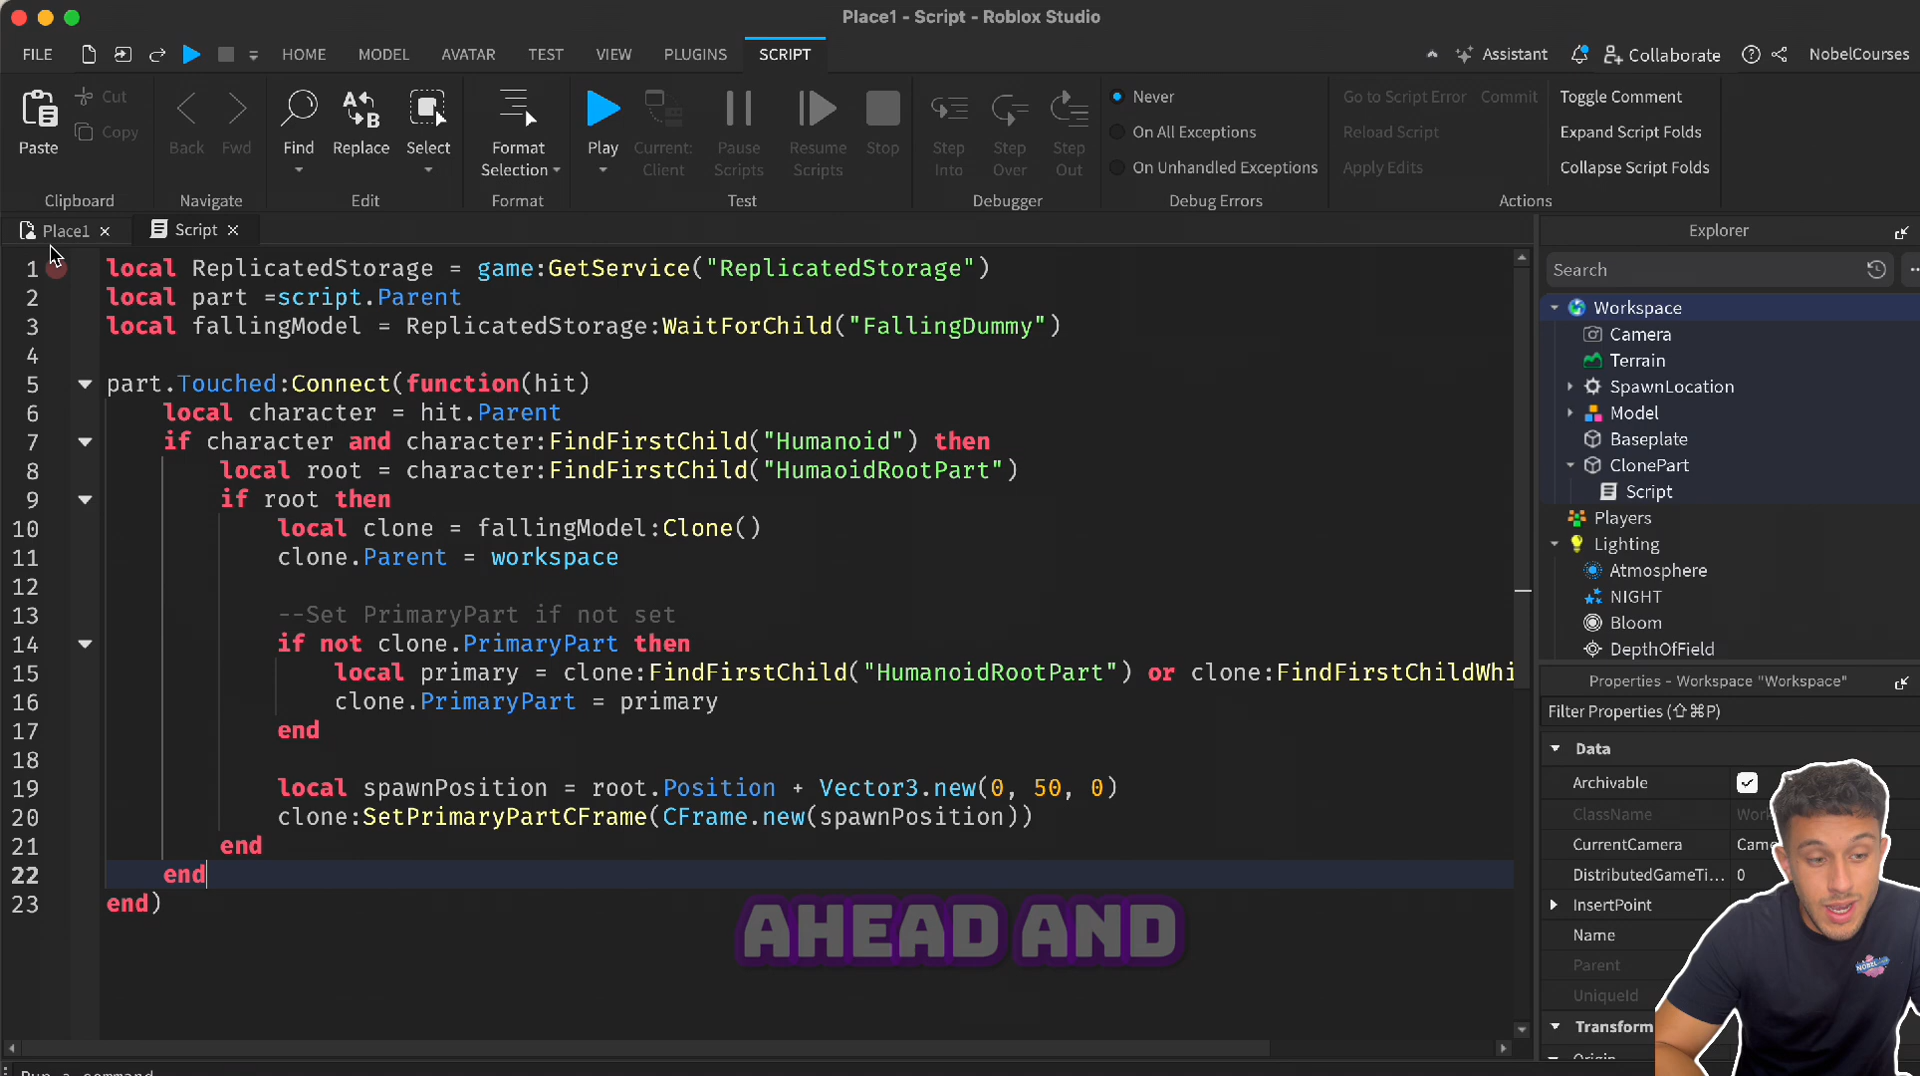 Place1 - Script - Roblox Studio
FILE HOME MODEL AVATAR TEST VIEW PLUGINS SCRIPT Assistant Collaborate NobelCourses
Paste Cut Copy
Clipboard
Back Fwd
Navigate
Find Replace Select
Edit
Format Selection
Format
Play Current: Client Pause Scripts Resume Scripts Stop
Test
Step Into Step Over Step Out
Debugger
Never
On All Exceptions
On Unhandled Exceptions
Debug Errors
Go to Script Error Commit
Reload Script
Apply Edits
Toggle Comment
Expand Script Folds
Collapse Script Folds
Actions
Place1 Script
1 local ReplicatedStorage = game:GetService("ReplicatedStorage")
2 local part =script.Parent
3 local fallingModel = ReplicatedStorage:WaitForChild("FallingDummy")
4
5 part.Touched:Connect(function(hit)
6 local character = hit.Parent
7 if character and character:FindFirstChild("Humanoid") then
8 local root = character:FindFirstChild("HumaoidRootPart")
9 if root then
10 local clone = fallingModel:Clone()
11 clone.Parent = workspace
12
13 --Set PrimaryPart if not set
14 if not clone.PrimaryPart then
15 local primary = clone:FindFirstChild("HumanoidRootPart") or clone:FindFirstChildWhi
16 clone.PrimaryPart = primary
17 end
18
19 local spawnPosition = root.Position + Vector3.new(0, 50, 0)
20 clone:SetPrimaryPartCFrame(CFrame.new(spawnPosition))
21 end
22 end
23 end)
AHEAD AND
Explorer
Search
Workspace
Camera
Terrain
SpawnLocation
Model
Baseplate
ClonePart
Script
Players
Lighting
Atmosphere
NIGHT
Bloom
DepthOfField
Properties - Workspace "Workspace"
Filter Properties (⇧⌘P)
Data
Archivable
ClassName
CurrentCamera Came
DistributedGameTi... 0
InsertPoint
Name
Parent
UniqueId
Transform
Origin
Run a command
NOBEL